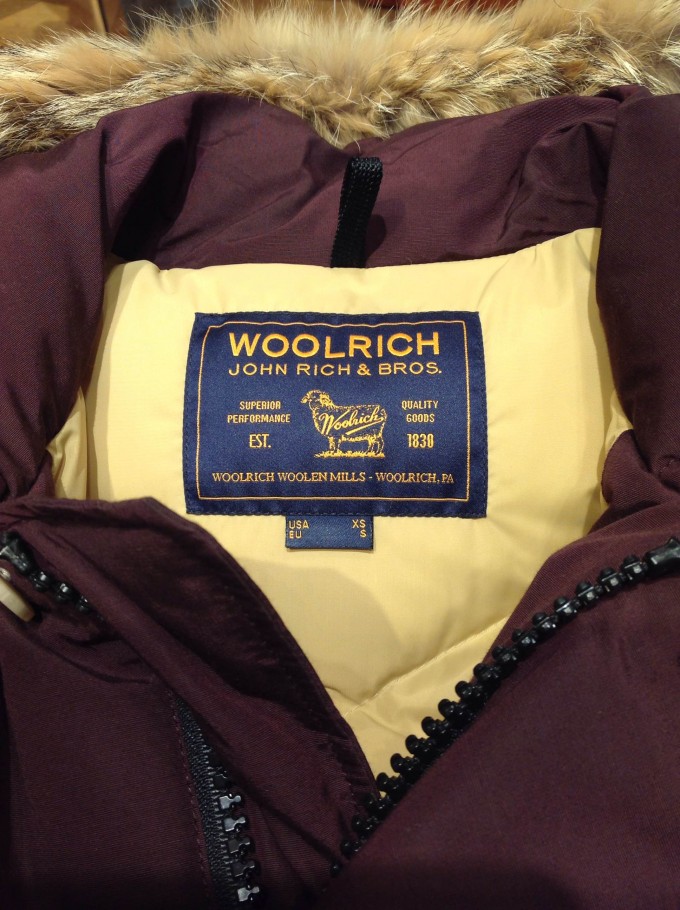 WOOLRICH
JOHN RICH & BROS.
SUPERIOR
PERFORMANCE
EST.
Woolrich
QUALITY
GOODS
1830
WOOLRICH WOOLEN MILLS - WOOLRICH, PA
USA XS
EU S